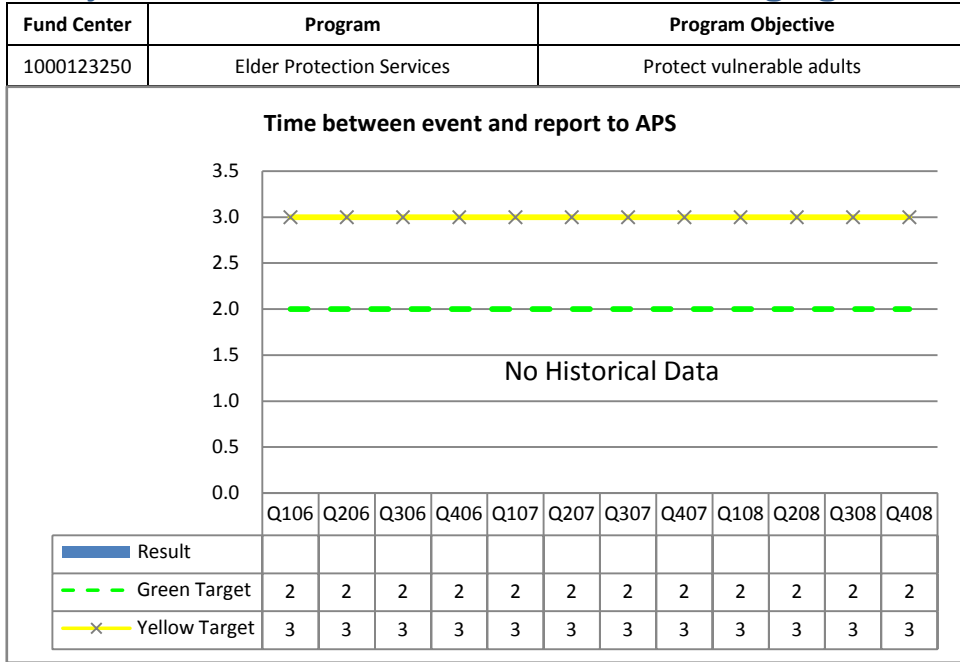 Fund Center Program Program Objective
1000123250 Elder Protection Services Protect vulnerable adults
Time between event and report to APS
3.5
3.0
2.5
2.0
1.5
No Historical Data
1.0
0.5
0.0
Q106 Q206 Q306 Q406 Q107 Q207 Q307 Q407 Q108 Q208 Q308 Q408
Result
Green Target 2 2 2 2 2 2 2 2 2 2 2 2
Yellow Target 3 3 3 3 3 3 3 3 3 3 3 3